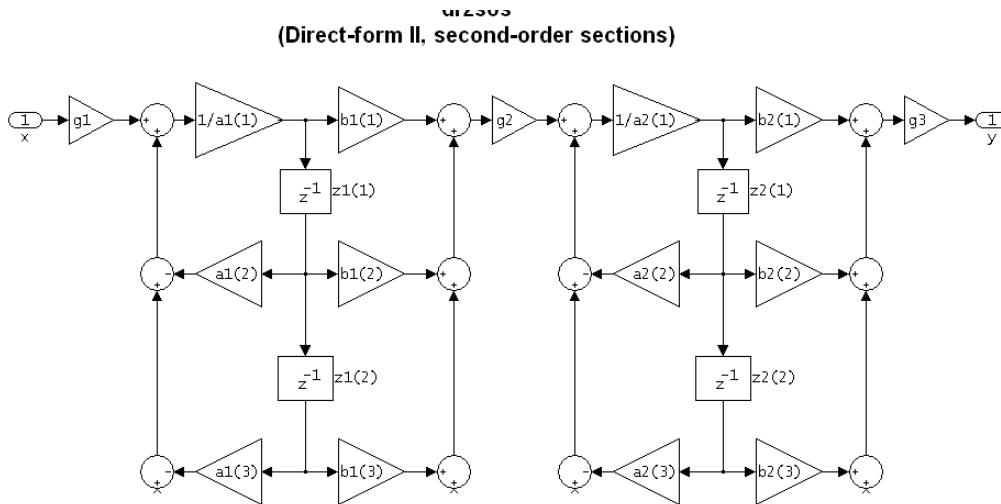 (Direct-form II, second-order sections)
1 g1 1/a1(1) b1(1) g2 1/a2(1) b2(1) g3 1
x y
z-1 z1(1) z-1 z2(1)
a1(2) b1(2) a2(2) b2(2)
z-1 z1(2) z-1 z2(2)
a1(3) b1(3) a2(3) b2(3)